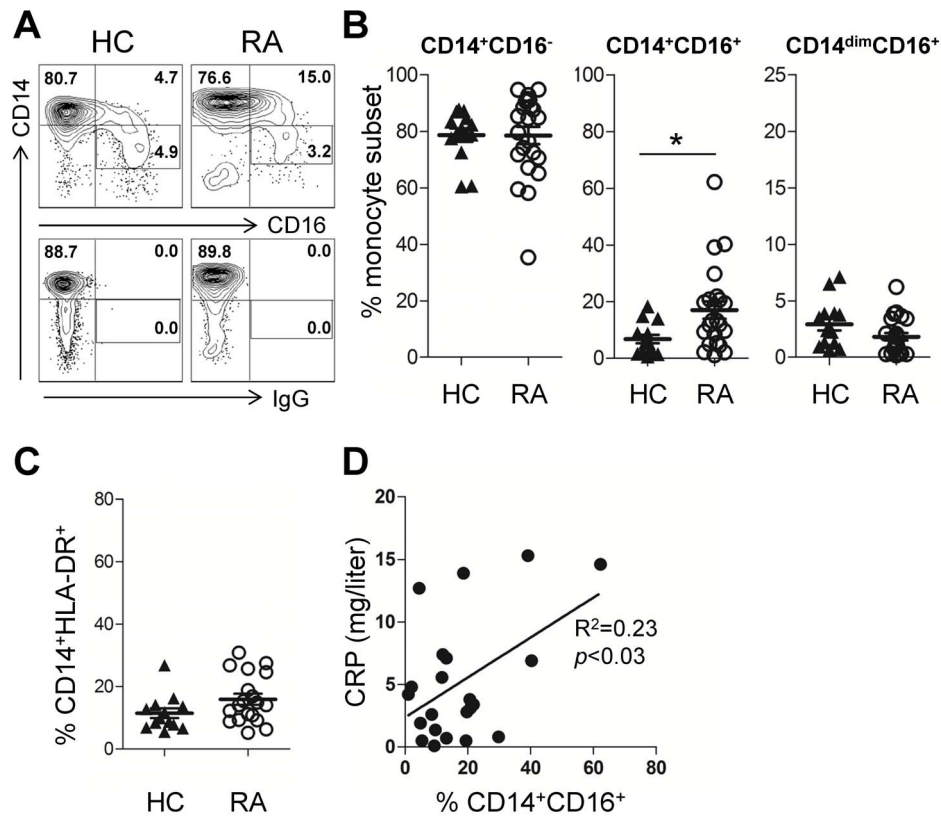 A
HC
RA
CD14
80.7
4.7
4.9
76.6
15.0
3.2
CD16
88.7
0.0
0.0
89.8
0.0
0.0
IgG
B
CD14⁺CD16⁻
CD14⁺CD16⁺
CD14ᵈⁱᵐCD16⁺
% monocyte subset
100
80
60
40
20
0
HC
RA
100
80
60
40
20
0
*
HC
RA
25
20
15
10
5
0
HC
RA
C
% CD14⁺HLA-DR⁺
80
60
40
20
0
HC
RA
D
CRP (mg/liter)
20
15
10
5
0
R²=0.23
p<0.03
0
20
40
60
80
% CD14⁺CD16⁺